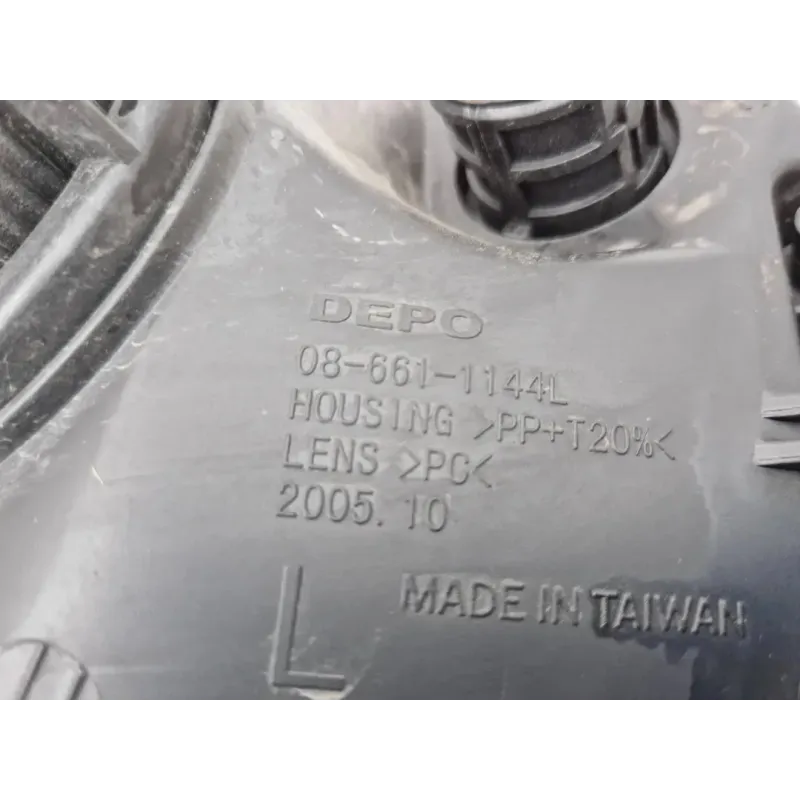 DEPO
08-661-1144L
HOUSING >PP+T20%<
LENS >PC<
2005.10
L
MADE IN TAIWAN